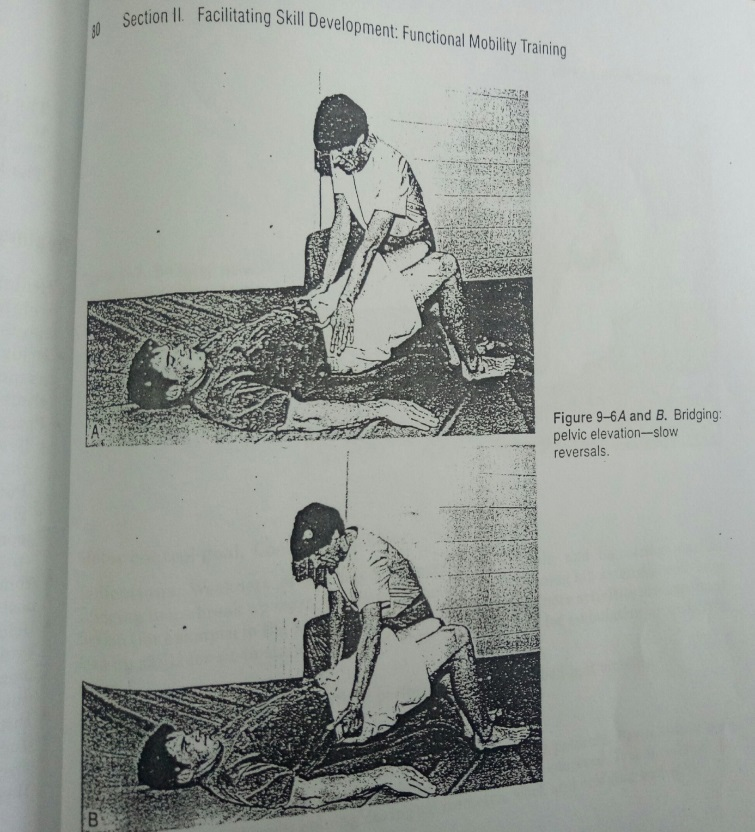 80 Section II. Facilitating Skill Development: Functional Mobility Training
A
Figure 9–6A and B. Bridging:
pelvic elevation—slow
reversals.
B